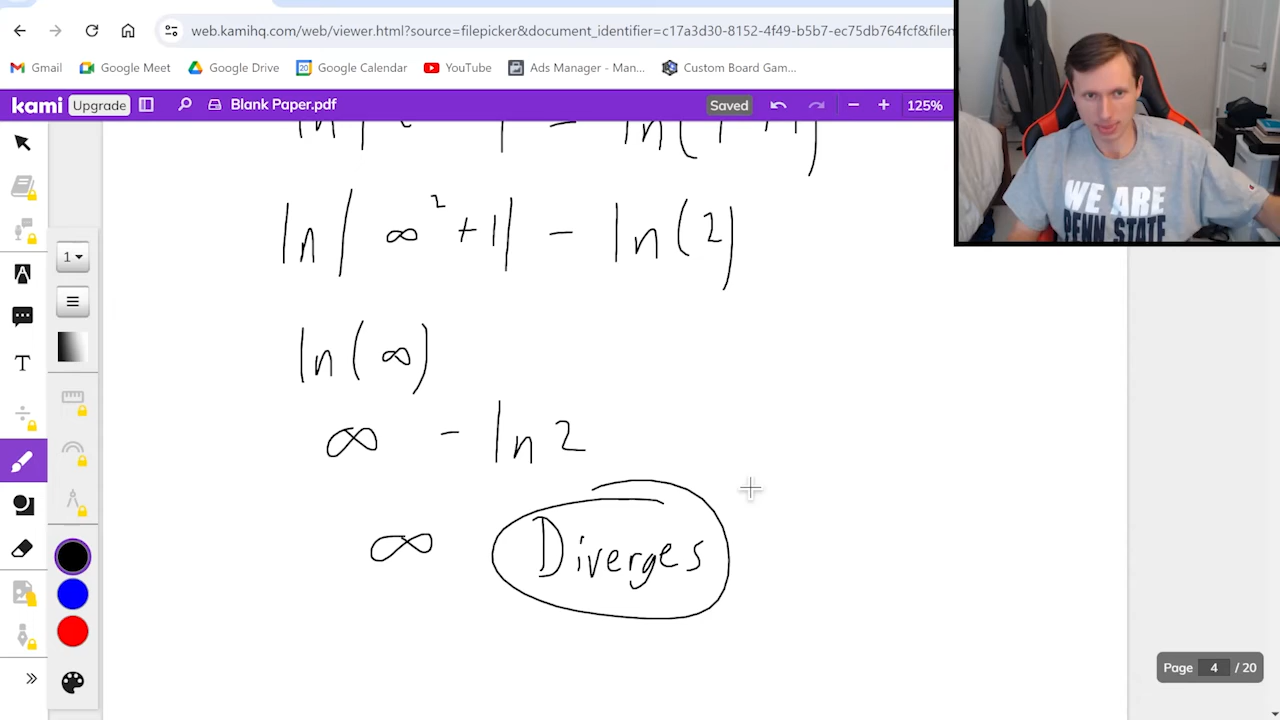 web.kamihq.com/web/viewer.html?source=filepicker&document_identifier=c17a3d30-8152-4f49-b5b7-ec75db764fcf&filen
Gmail Google Meet Google Drive Google Calendar YouTube Ads Manager - Man... Custom Board Gam...
kami Upgrade Blank Paper.pdf Saved 125%
ln|∞² + 1| - ln(2)
ln(∞)
∞ - ln 2
∞ Diverges
1
T
Page 4 / 20
WE ARE
PENN STATE